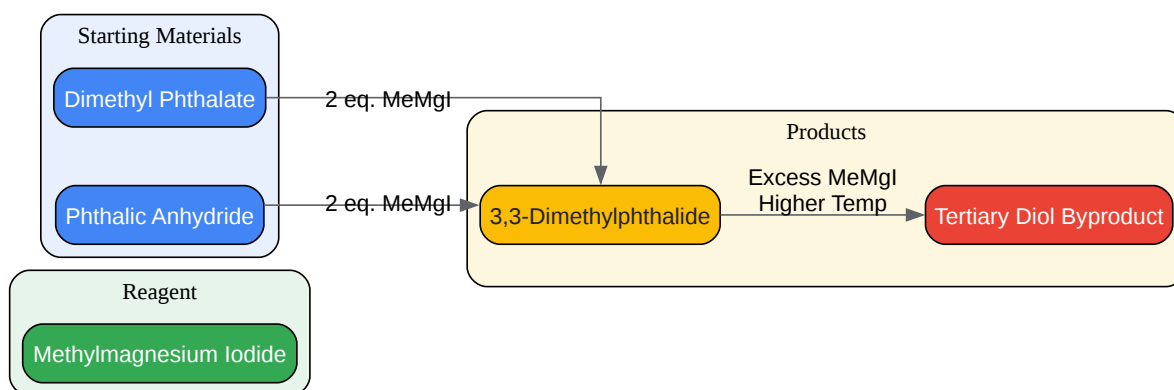 Starting Materials
Dimethyl Phthalate
2 eq. MeMgI
Products
Phthalic Anhydride
2 eq. MeMgI
3,3-Dimethylphthalide
Excess MeMgI
Higher Temp
Tertiary Diol Byproduct
Reagent
Methylmagnesium Iodide